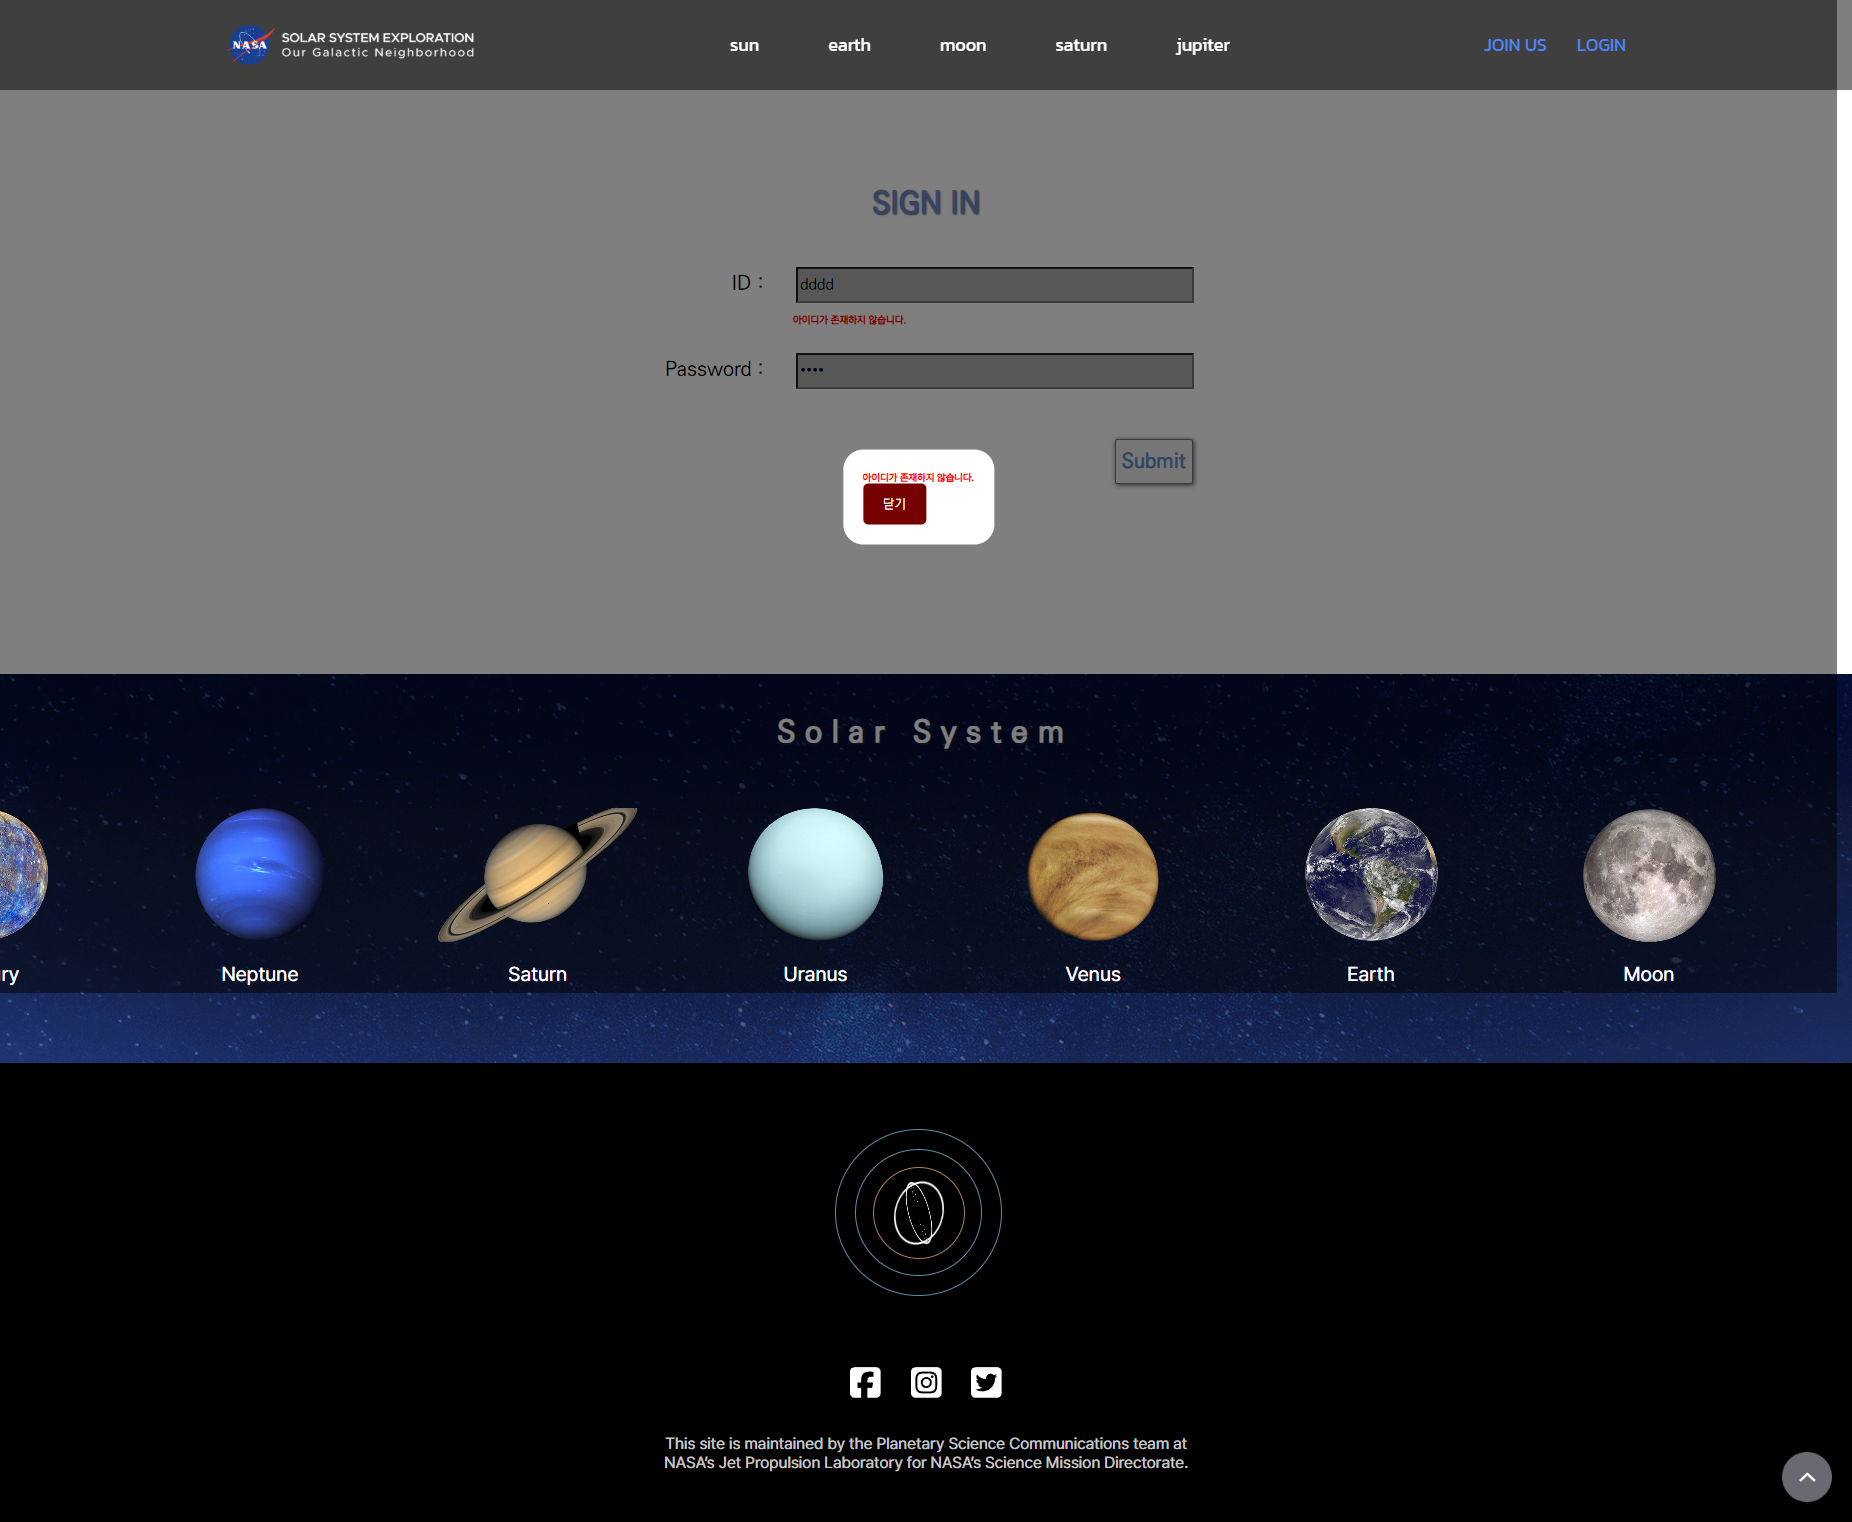 NASA
SOLAR SYSTEM EXPLORATION
Our Galactic Neighborhood
sun
earth
moon
saturn
jupiter
JOIN US
LOGIN
SIGN IN
ID :
dddd
아이디가 존재하지 않습니다.
Password :
••••
Submit
아이디가 존재하지 않습니다.
닫기
Solar System
ry
Neptune
Saturn
Uranus
Venus
Earth
Moon
This site is maintained by the Planetary Science Communications team at
NASA's Jet Propulsion Laboratory for NASA's Science Mission Directorate.